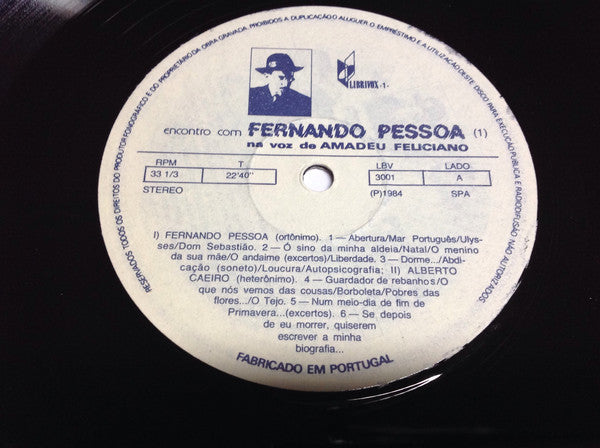 RESERVADOS TODOS OS DIREITOS DO PRODUTOR FONOGRÁFICO E DO PROPRIETÁRIO DA OBRA GRAVADA. PROIBIDOS A DUPLICAÇÃO O ALUGUER O EMPRÉSTIMO E A UTILIZAÇÃO DESTE DISCO PARA EXECUÇÃO PÚBLICA E RADIODIFUSÃO NÃO AUTORIZADOS.
LIBRIVOX -1-
encontro com FERNANDO PESSOA (1)
na voz de AMADEU FELICIANO
RPM T LBV LADO
33 1/3 22'40" 3001 A
STEREO (P)1984 SPA
I) FERNANDO PESSOA (ortônimo). 1—Abertura/Mar Português/Ulys-
ses/Dom Sebastião. 2—Ó sino da minha aldeia/Natal/O menino
da sua mãe/O andaime (excertos)/Liberdade. 3—Dorme.../Abdi-
cação (soneto)/Loucura/Autopsicografia; II) ALBERTO
CAEIRO (heterônimo). 4—Guardador de rebanhos/O
que nós vemos das cousas/Borboleta/Pobres das
flores.../O Tejo. 5—Num meio-dia de fim de
Primavera...(excertos). 6—Se depois
de eu morrer, quiserem
escrever a minha
biografia...
FABRICADO EM PORTUGAL